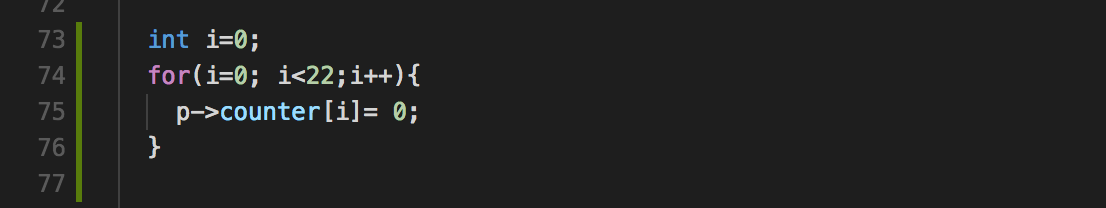 72
73 int i=0;
74 for(i=0; i<22;i++){
75 p->counter[i]= 0;
76 }
77